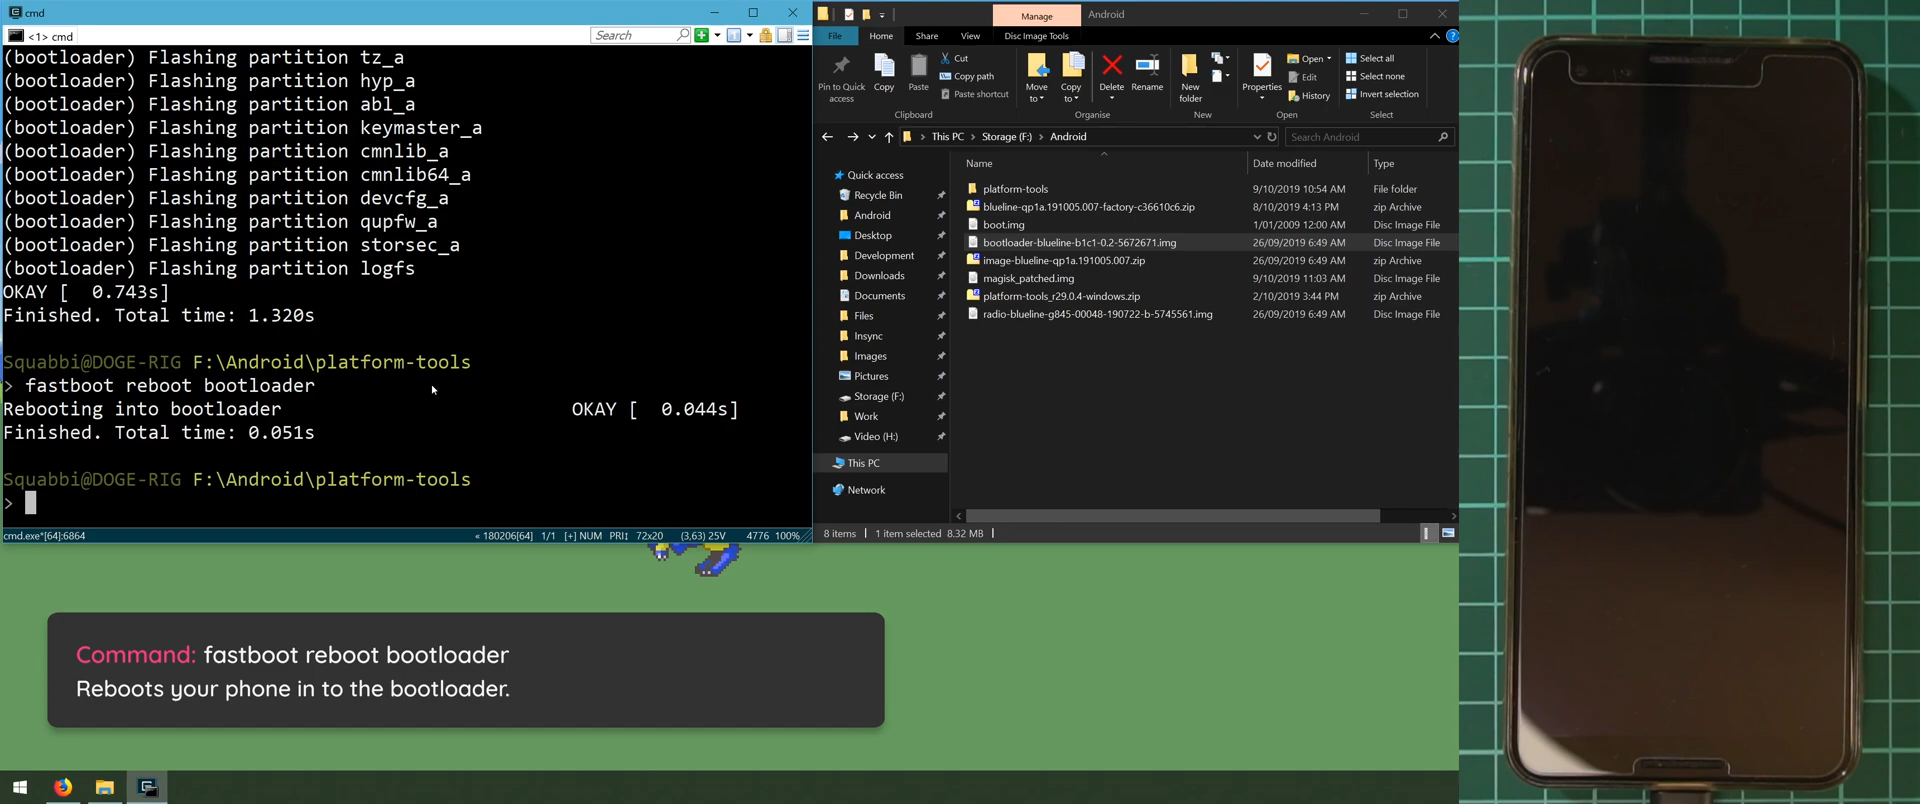 cmd
<1> cmd
Search
(bootloader) Flashing partition tz_a
(bootloader) Flashing partition hyp_a
(bootloader) Flashing partition abl_a
(bootloader) Flashing partition keymaster_a
(bootloader) Flashing partition cmnlib_a
(bootloader) Flashing partition cmnlib64_a
(bootloader) Flashing partition devcfg_a
(bootloader) Flashing partition qupfw_a
(bootloader) Flashing partition storsec_a
(bootloader) Flashing partition logfs
OKAY [  0.743s]
Finished. Total time: 1.320s
Squabbi@DOGE-RIG F:\Android\platform-tools
> fastboot reboot bootloader
Rebooting into bootloader OKAY [  0.044s]
Finished. Total time: 0.051s
Squabbi@DOGE-RIG F:\Android\platform-tools
>
cmd.exe*[64]:6864 « 180206[64] 1/1 [+] NUM PRI↕ 72x20 (3,63) 25V 4776 100%
Manage Android
File Home Share View Disc Image Tools
Pin to Quick access
Copy
Paste
Cut
Copy path
Paste shortcut
Clipboard
Move to
Copy to
Delete
Rename
Organise
New folder
New
Properties
Open
Edit
History
Open
Select all
Select none
Invert selection
Select
This PC > Storage (F:) > Android
Search Android
Quick access
Recycle Bin
Android
Desktop
Development
Downloads
Documents
Files
Insync
Images
Pictures
Storage (F:)
Work
Video (H:)
This PC
Network
Name Date modified Type
platform-tools 9/10/2019 10:54 AM File folder
blueline-qp1a.191005.007-factory-c36610c6.zip 8/10/2019 4:13 PM zip Archive
boot.img 1/01/2009 12:00 AM Disc Image File
bootloader-blueline-b1c1-0.2-5672671.img 26/09/2019 6:49 AM Disc Image File
image-blueline-qp1a.191005.007.zip 26/09/2019 6:49 AM zip Archive
magisk_patched.img 9/10/2019 11:03 AM Disc Image File
platform-tools_r29.0.4-windows.zip 2/10/2019 3:44 PM zip Archive
radio-blueline-g845-00048-190722-b-5745561.img 26/09/2019 6:49 AM Disc Image File
8 items 1 item selected 8.32 MB
Command: fastboot reboot bootloader
Reboots your phone in to the bootloader.